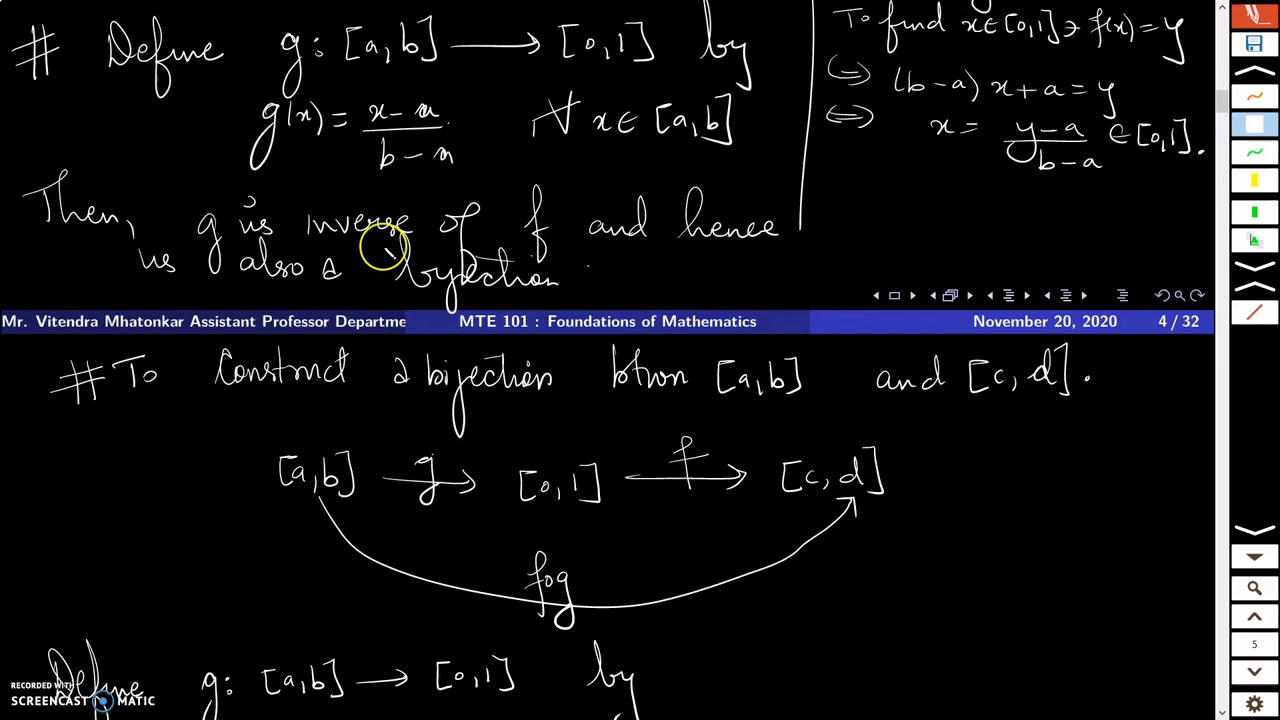 # Define g: [a,b] → [0,1] by
g(x) = x-x / b-x ∀ x ∈ [a,b]
Then, g is inverse of f and hence
is also a bijection.
To find x∈[0,1] ∋ f(x) = y
⇔ (b-a) x + a = y
⇔ x = y-a / b-a ∈ [0,1].
Mr. Vitendra Mhatonkar Assistant Professor Departme MTE 101 : Foundations of Mathematics November 20, 2020 4 / 32
# To Construct a bijection btwn [a,b] and [c,d].
[a,b] g→ [0,1] f→ [c,d]
fog
Define g: [a,b] → [0,1] by
RECORDED WITH
SCREENCAST MATIC
5